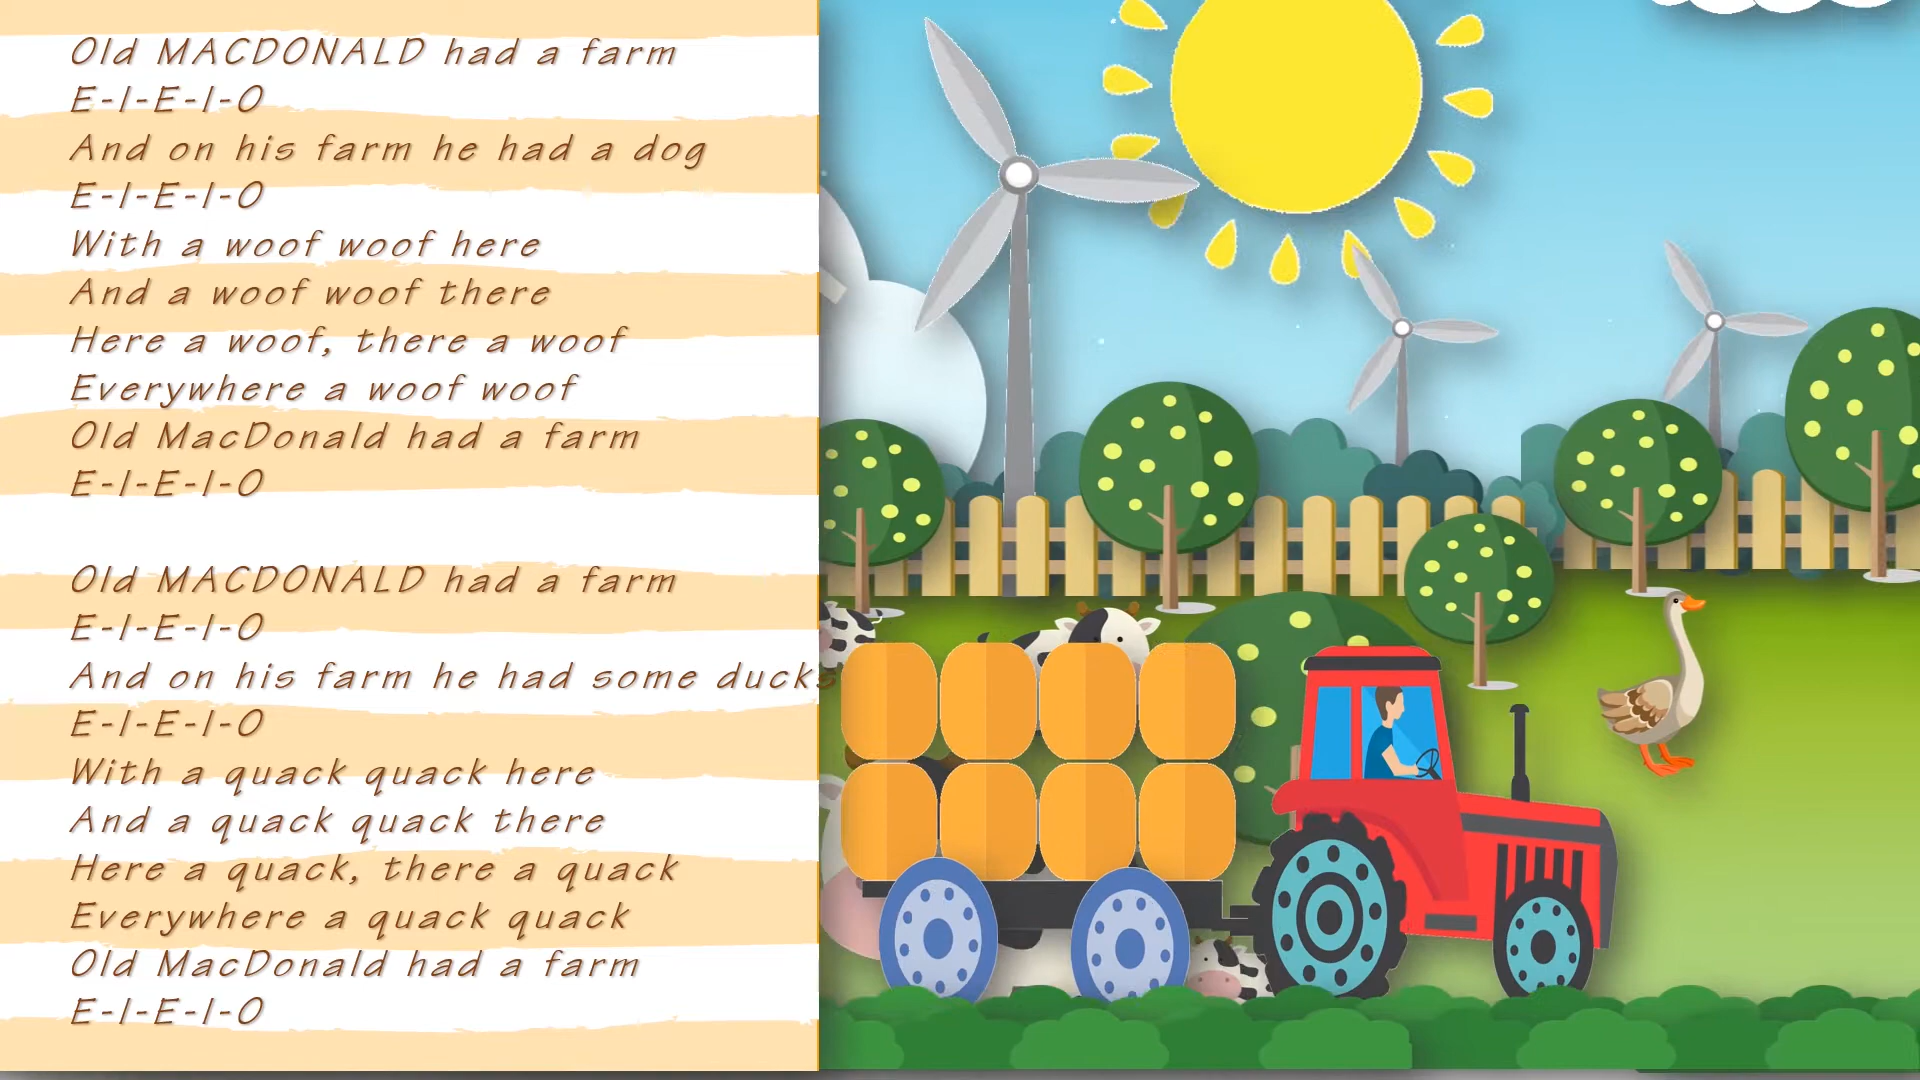 Old MACDONALD had a farm
E-I-E-I-O
And on his farm he had a dog
E-I-E-I-O
With a woof woof here
And a woof woof there
Here a woof, there a woof
Everywhere a woof woof
Old MacDonald had a farm
E-I-E-I-O
Old MACDONALD had a farm
E-I-E-I-O
And on his farm he had some ducks
E-I-E-I-O
With a quack quack here
And a quack quack there
Here a quack, there a quack
Everywhere a quack quack
Old MacDonald had a farm
E-I-E-I-O